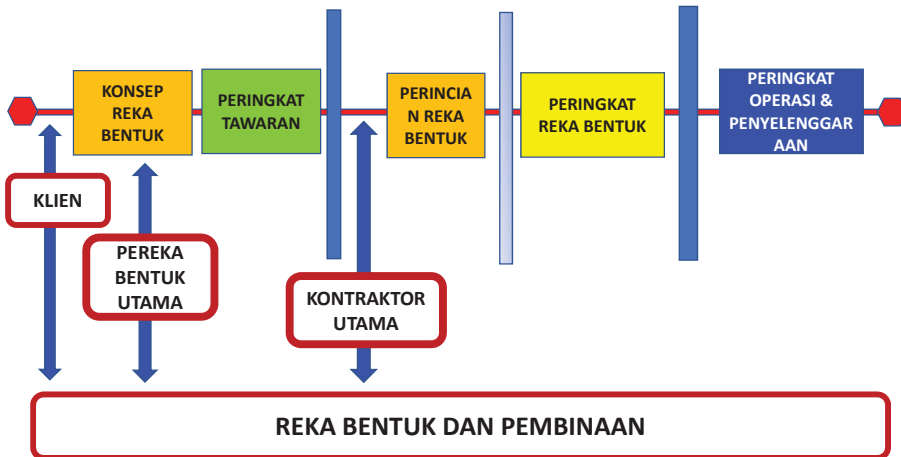 KONSEP
REKA
BENTUK
PERINGKAT
TAWARAN
PERINCIA
N REKA
BENTUK
PERINGKAT
REKA BENTUK
PERINGKAT
OPERASI &
PENYELENGGAR
AAN
KLIEN
PEREKA
BENTUK
UTAMA
KONTRAKTOR
UTAMA
REKA BENTUK DAN PEMBINAAN